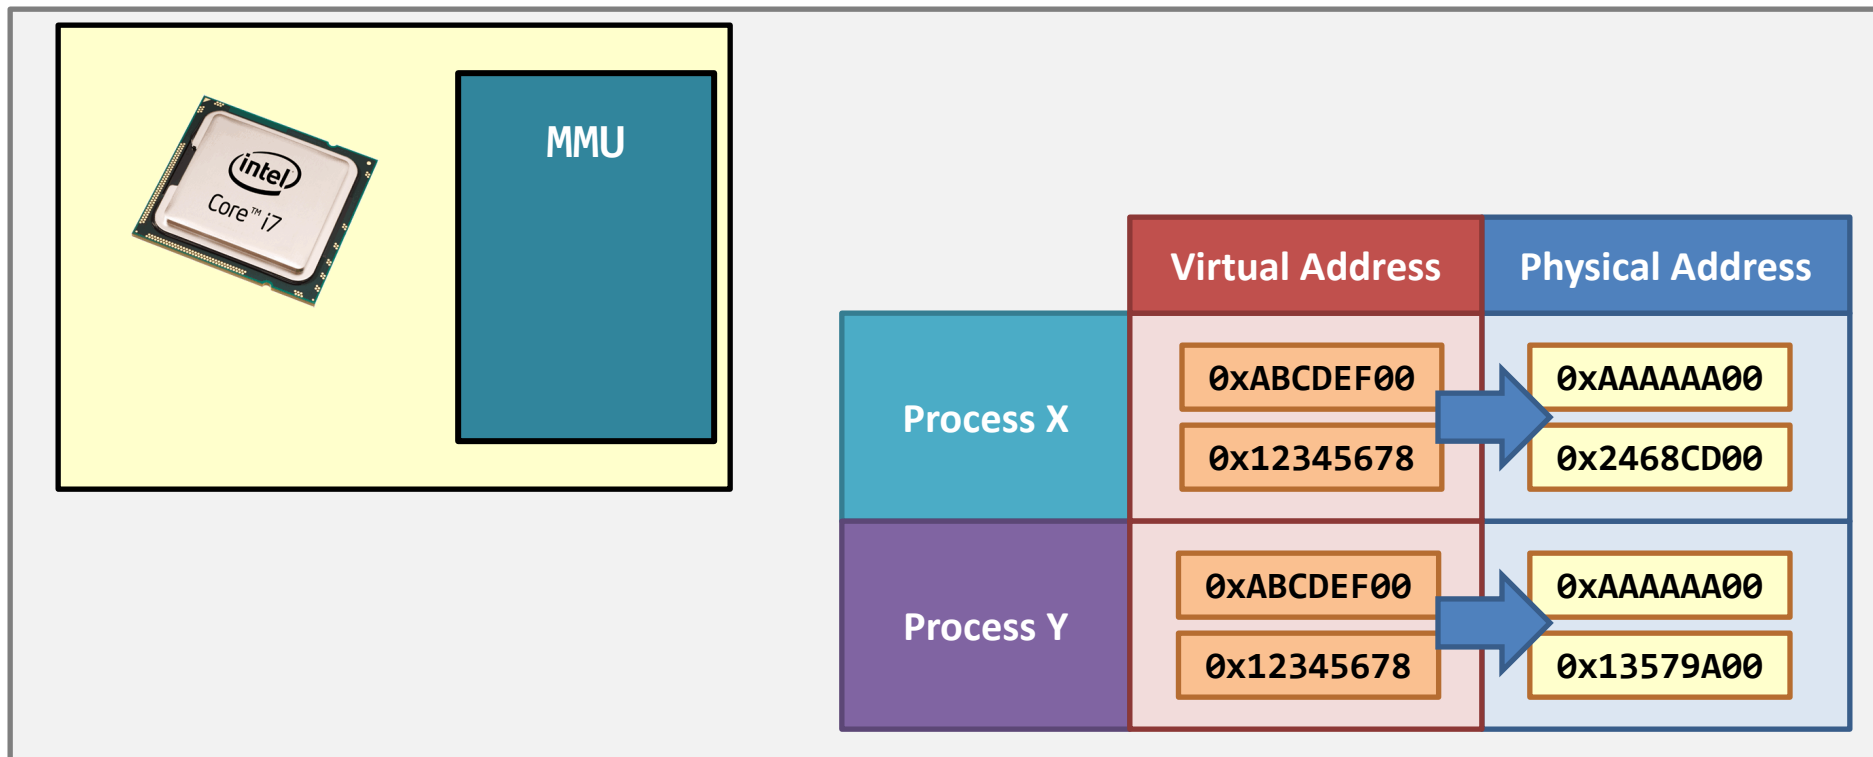 MMU
intel
Core™ i7
Virtual Address
Physical Address
Process X
0xABCDEF00
0xAAAAAA00
0x12345678
0x2468CD00
Process Y
0xABCDEF00
0xAAAAAA00
0x12345678
0x13579A00